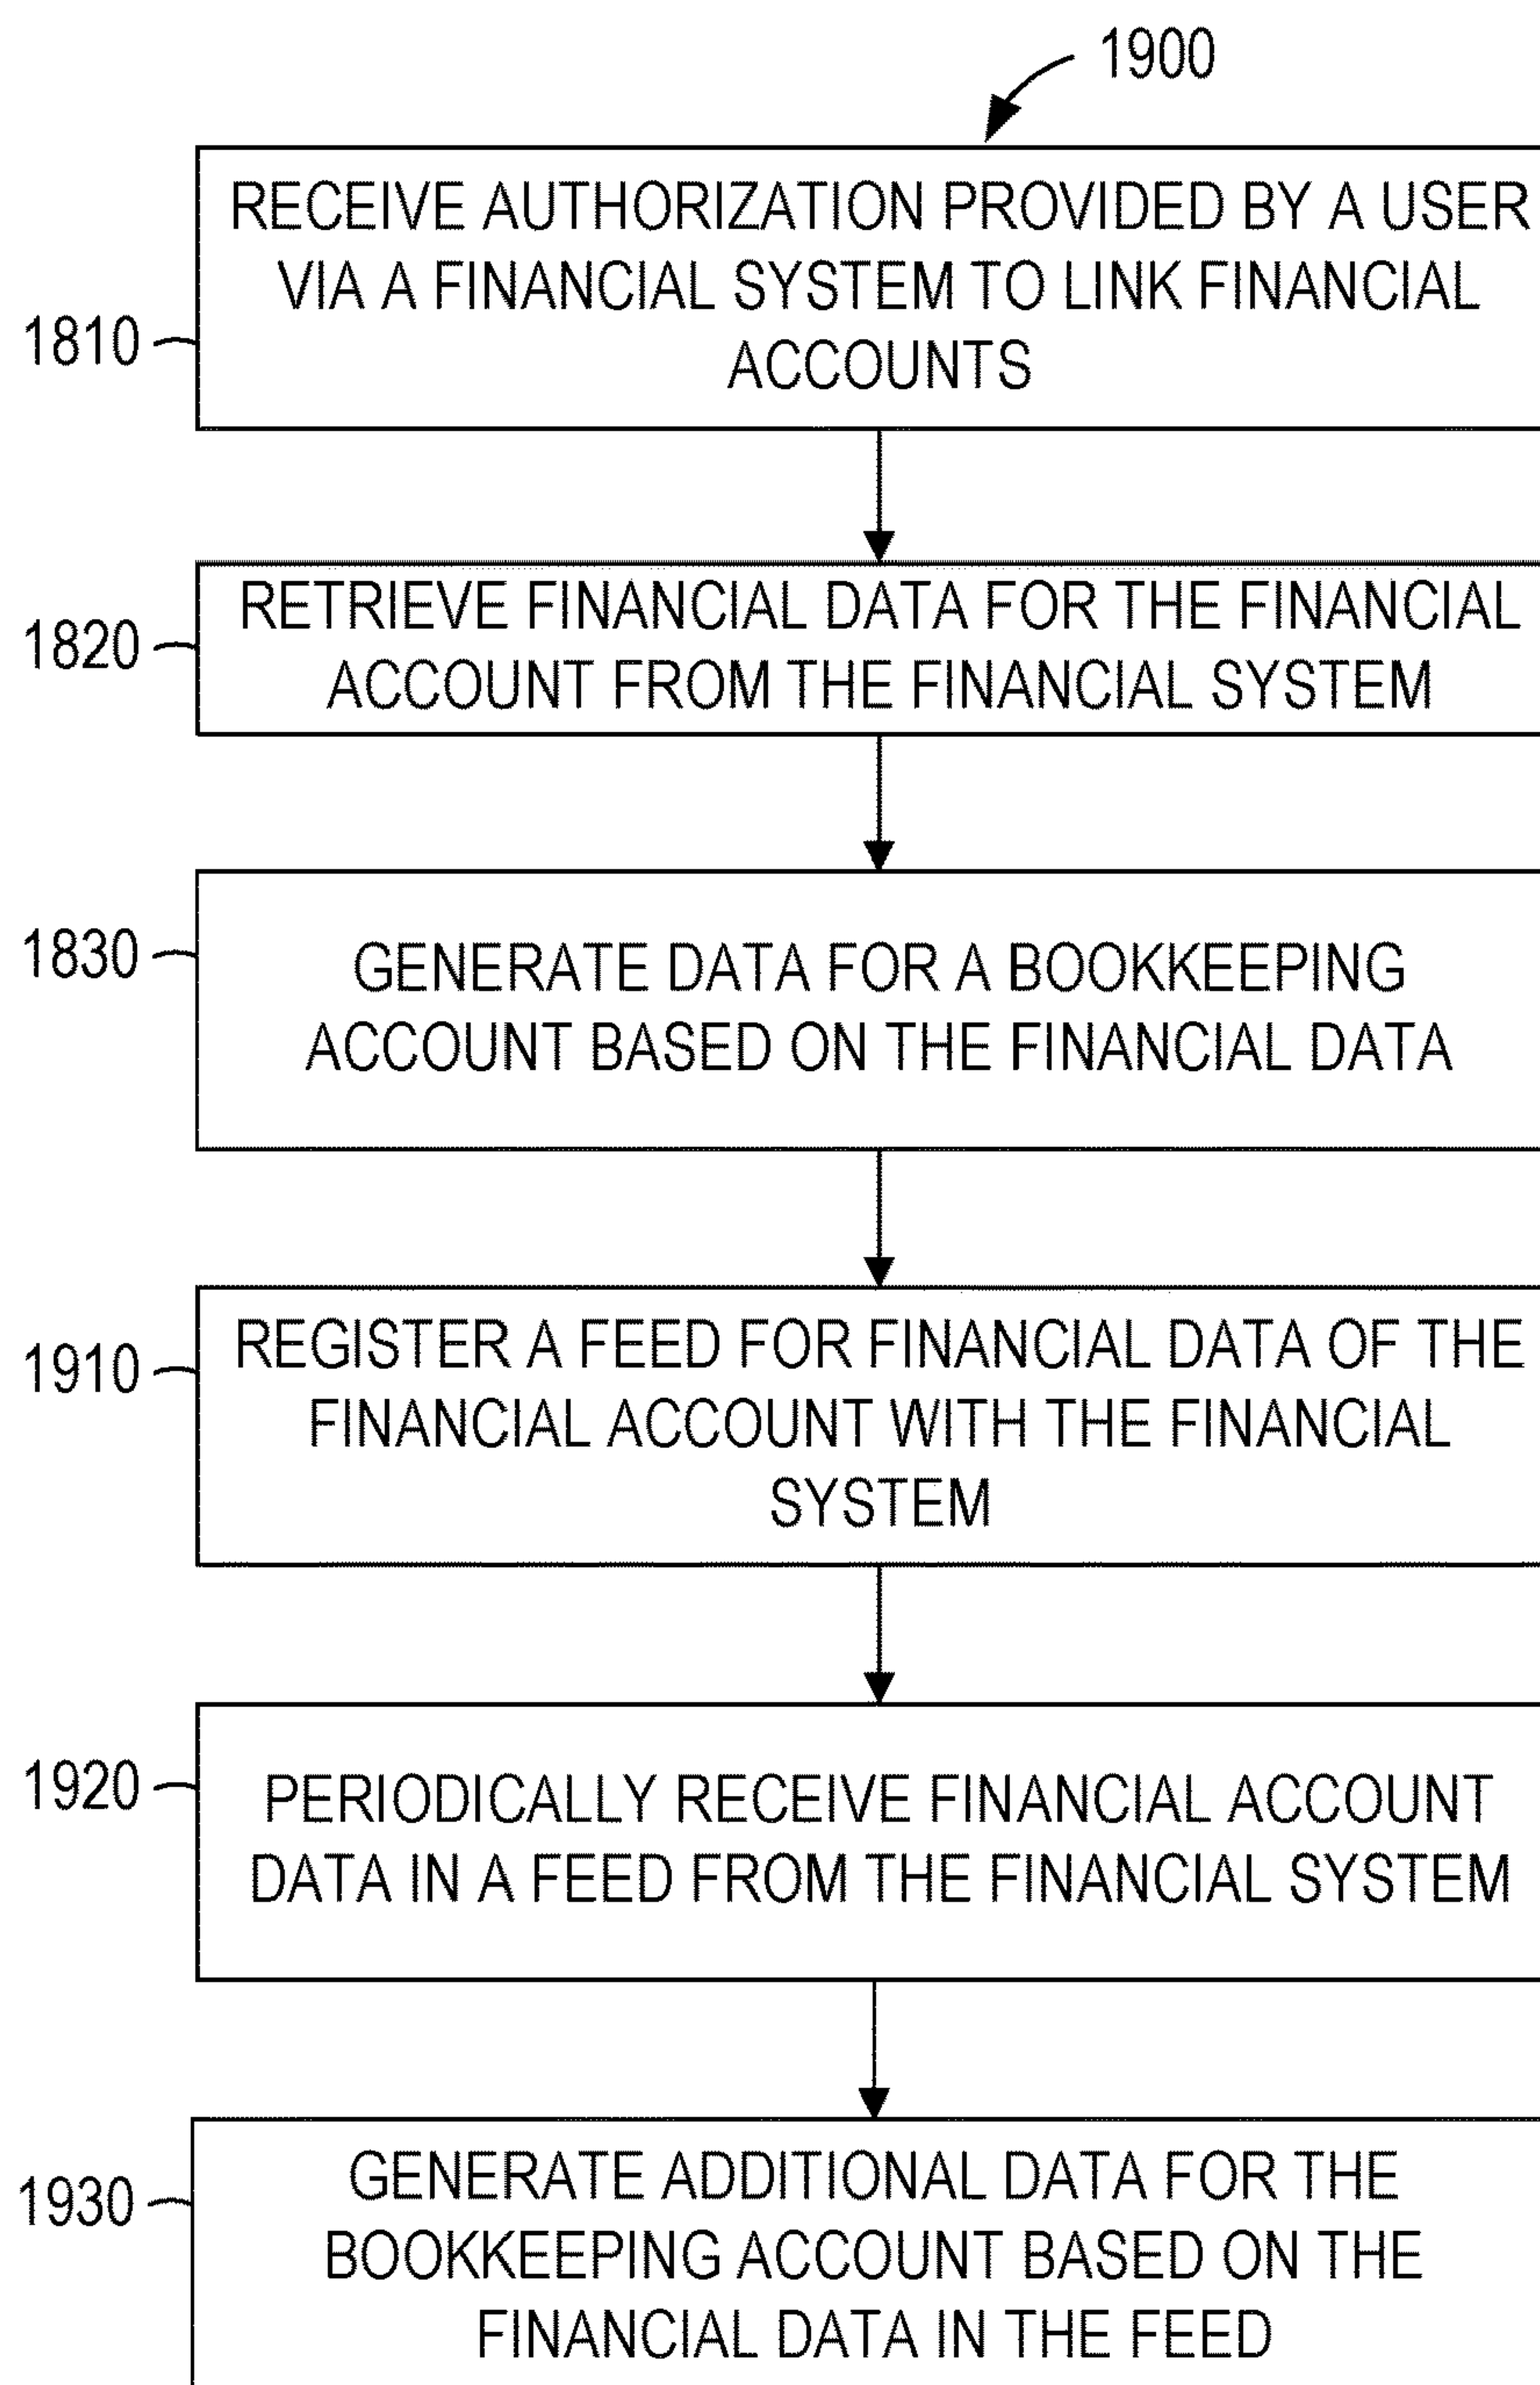 1900
RECEIVE AUTHORIZATION PROVIDED BY A USER
VIA A FINANCIAL SYSTEM TO LINK FINANCIAL
ACCOUNTS
1810
RETRIEVE FINANCIAL DATA FOR THE FINANCIAL
ACCOUNT FROM THE FINANCIAL SYSTEM
1820
GENERATE DATA FOR A BOOKKEEPING
ACCOUNT BASED ON THE FINANCIAL DATA
1830
REGISTER A FEED FOR FINANCIAL DATA OF THE
FINANCIAL ACCOUNT WITH THE FINANCIAL
SYSTEM
1910
PERIODICALLY RECEIVE FINANCIAL ACCOUNT
DATA IN A FEED FROM THE FINANCIAL SYSTEM
1920
GENERATE ADDITIONAL DATA FOR THE
BOOKKEEPING ACCOUNT BASED ON THE
FINANCIAL DATA IN THE FEED
1930